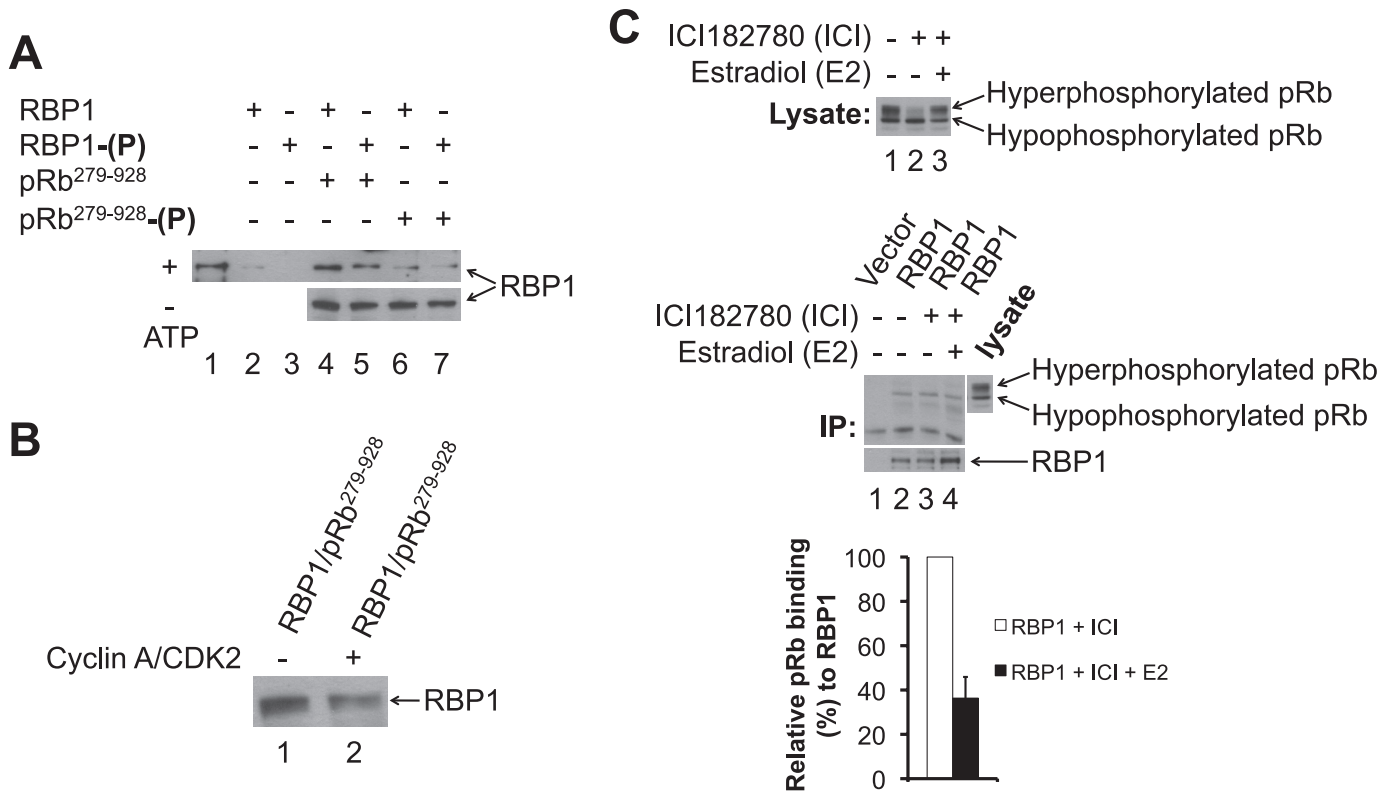 A
RBP1 + - + - + -
RBP1-(P) - + - + - +
pRb279-928 - - + + - -
pRb279-928-(P) - - - - + +
+
RBP1
-
ATP
1 2 3 4 5 6 7
B
RBP1/pRb279-928
RBP1/pRb279-928
Cyclin A/CDK2 - +
RBP1
1 2
C
ICI182780 (ICI) - + +
Estradiol (E2) - - +
Lysate:
Hyperphosphorylated pRb
Hypophosphorylated pRb
1 2 3
Vector
RBP1
RBP1
RBP1
lysate
ICI182780 (ICI) - - + +
Estradiol (E2) - - - +
Hyperphosphorylated pRb
Hypophosphorylated pRb
IP:
RBP1
1 2 3 4
Relative pRb binding
(%) to RBP1
100
80
60
40
20
0
RBP1 + ICI
RBP1 + ICI + E2